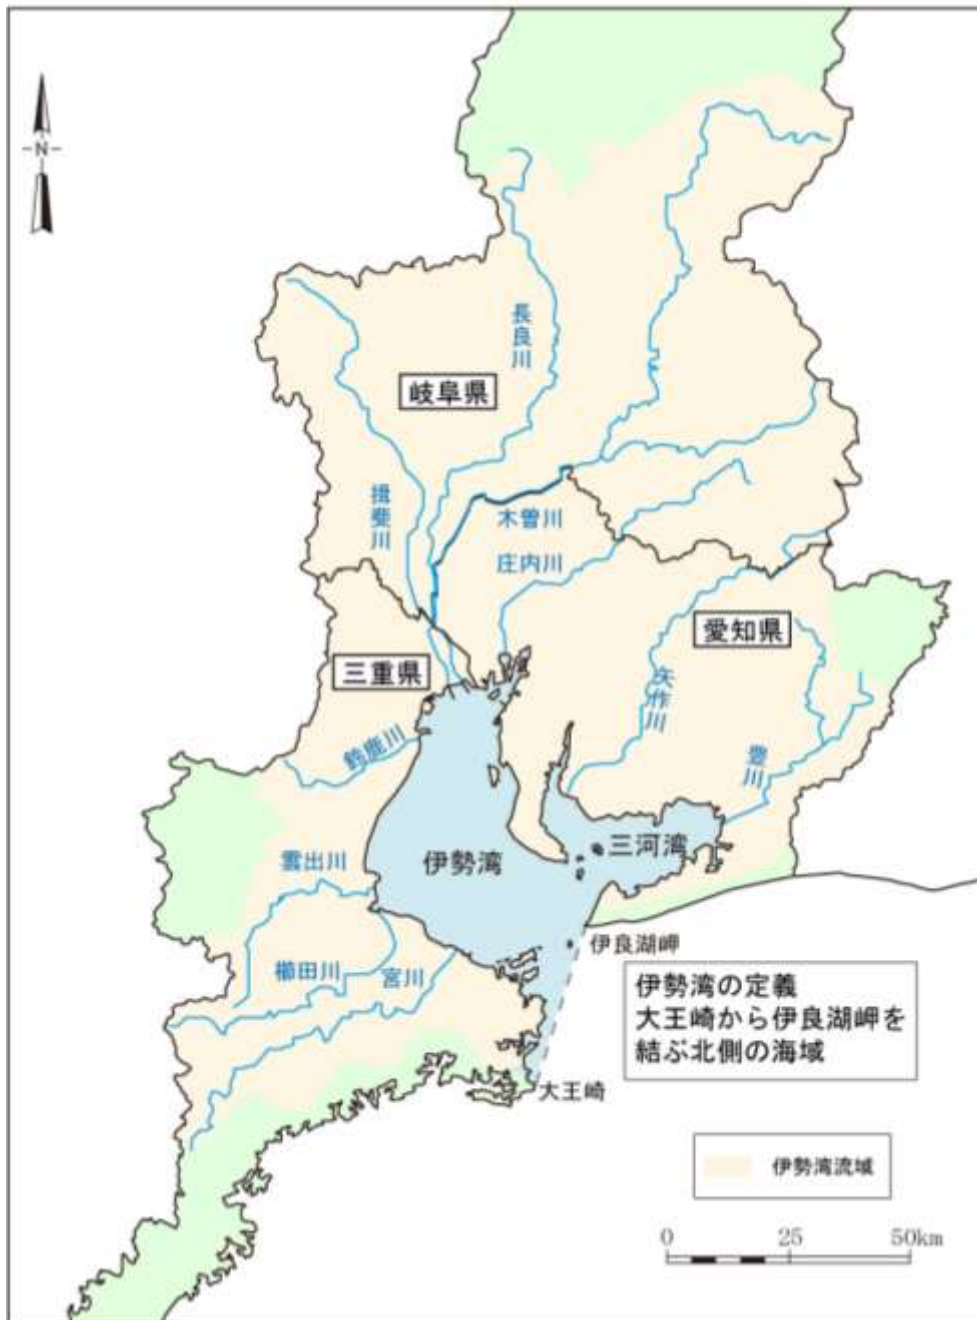 N
長良川
岐阜県
揖斐川
木曽川
庄内川
愛知県
三重県
矢作川
鈴鹿川
豊川
三河湾
伊勢湾
雲出川
伊良湖岬
櫛田川
宮川
伊勢湾の定義
大王崎から伊良湖岬を
結ぶ北側の海域
大王崎
伊勢湾流域
0 25 50km